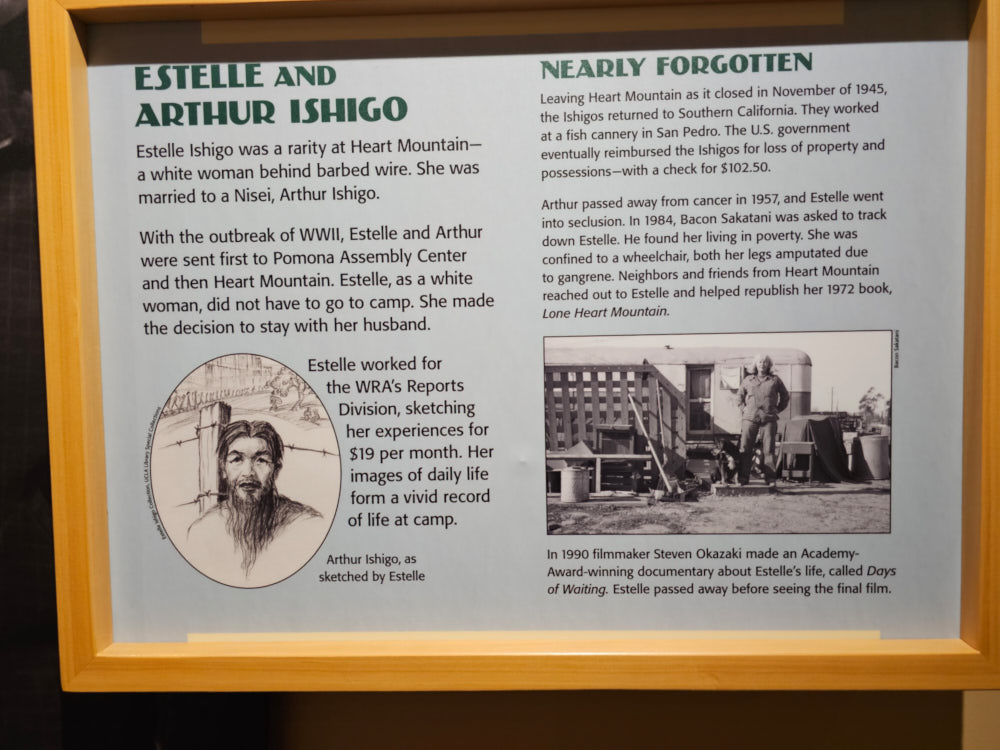 ESTELLE AND
ARTHUR ISHIGO
Estelle Ishigo was a rarity at Heart Mountain—
a white woman behind barbed wire. She was
married to a Nisei, Arthur Ishigo.
With the outbreak of WWII, Estelle and Arthur
were sent first to Pomona Assembly Center
and then Heart Mountain. Estelle, as a white
woman, did not have to go to camp. She made
the decision to stay with her husband.
Estelle worked for
the WRA's Reports
Division, sketching
her experiences for
$19 per month. Her
images of daily life
form a vivid record
of life at camp.
Estelle Ishigo Collection, UCLA Library Special Collections
Arthur Ishigo, as
sketched by Estelle
NEARLY FORGOTTEN
Leaving Heart Mountain as it closed in November of 1945,
the Ishigos returned to Southern California. They worked
at a fish cannery in San Pedro. The U.S. government
eventually reimbursed the Ishigos for loss of property and
possessions—with a check for $102.50.
Arthur passed away from cancer in 1957, and Estelle went
into seclusion. In 1984, Bacon Sakatani was asked to track
down Estelle. He found her living in poverty. She was
confined to a wheelchair, both her legs amputated due
to gangrene. Neighbors and friends from Heart Mountain
reached out to Estelle and helped republish her 1972 book,
Lone Heart Mountain.
Bacon Sakatani
In 1990 filmmaker Steven Okazaki made an Academy-
Award-winning documentary about Estelle's life, called Days
of Waiting. Estelle passed away before seeing the final film.